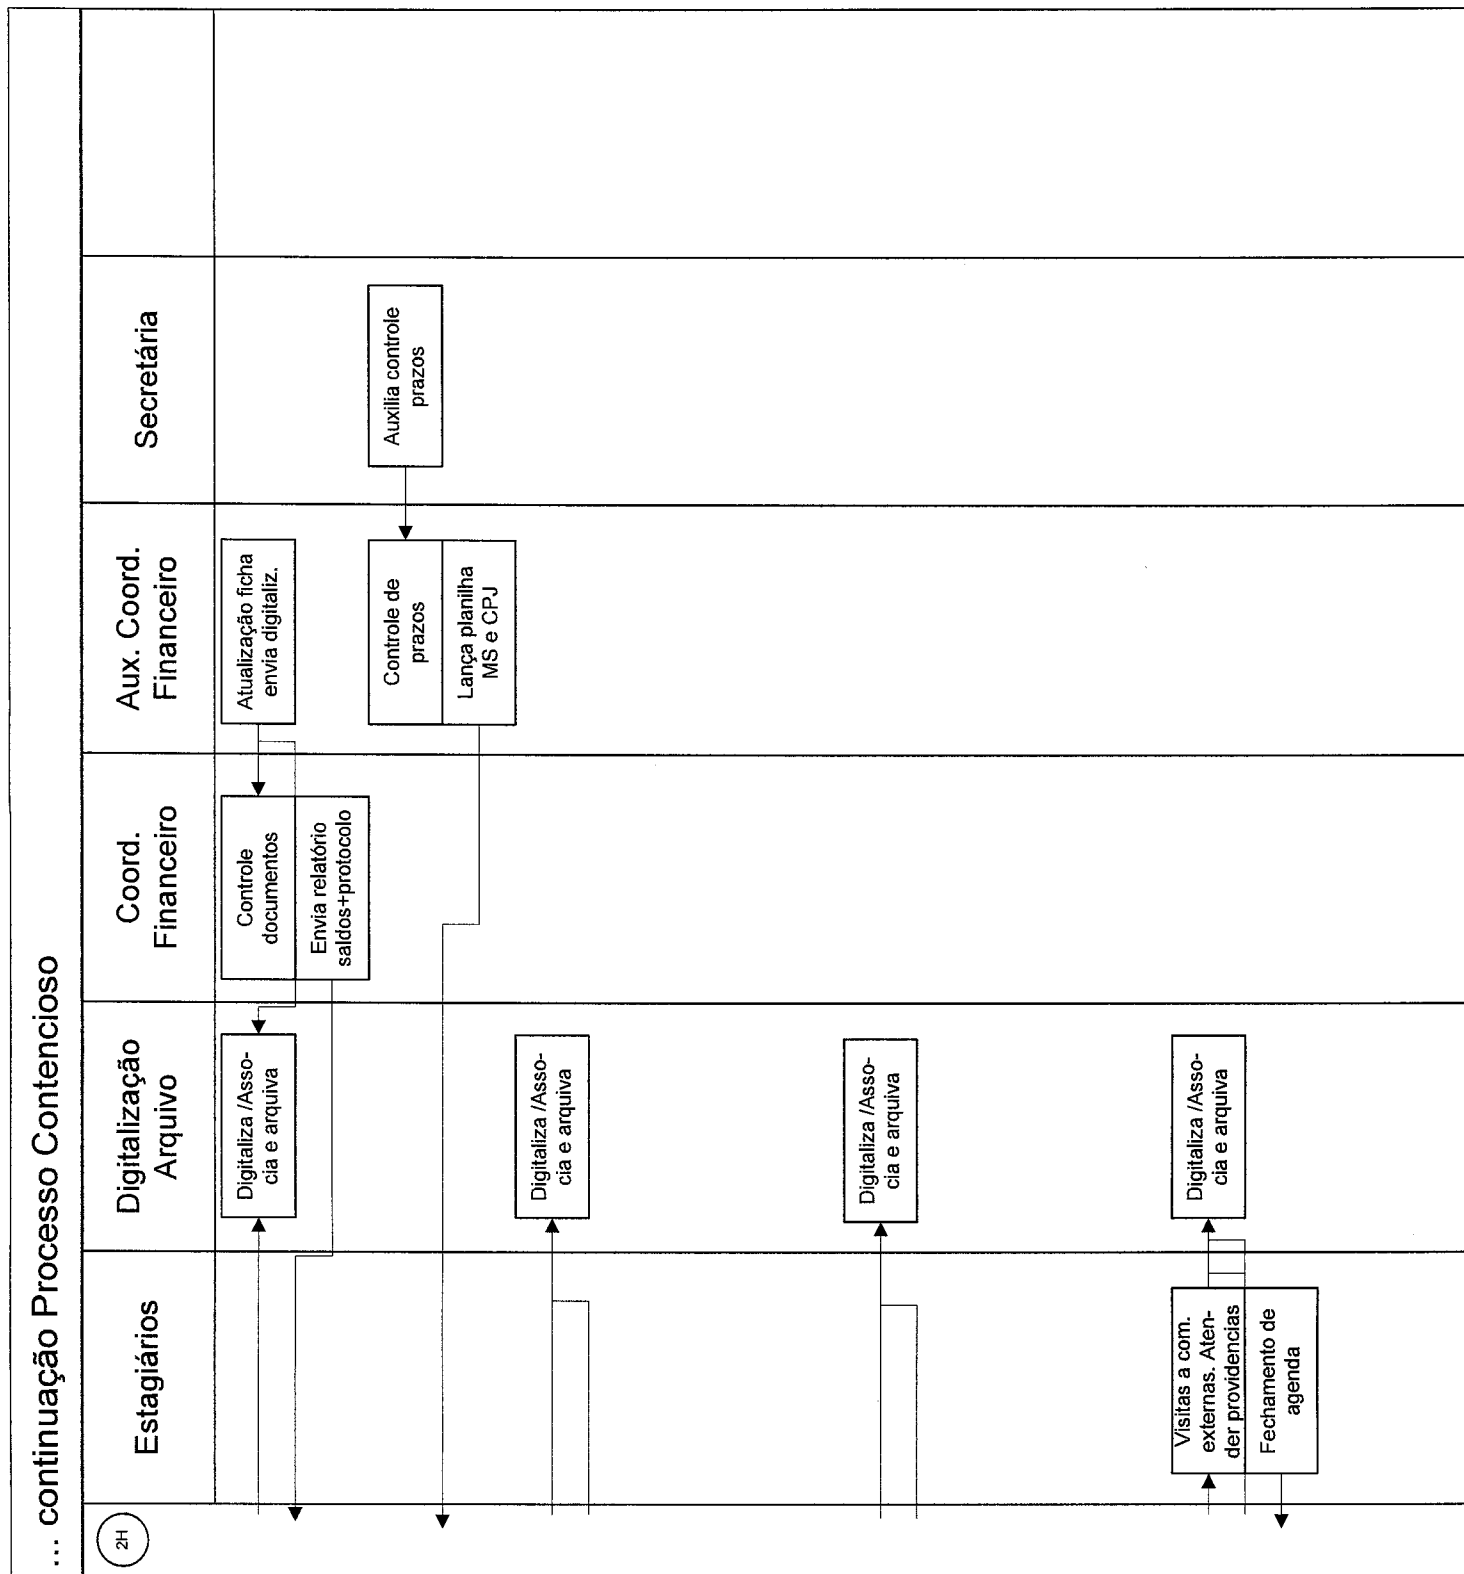 ... continuação Processo Contencioso
2H
Estagiários
Digitalização
Arquivo
Coord.
Financeiro
Aux. Coord.
Financeiro
Secretária
Digitaliza /Asso-
cia e arquiva
Controle
documentos
Envia relatório
saldos+protocolo
Atualização ficha
envia digitaliz.
Controle de
prazos
Lança planilha
MS e CPJ
Auxilia controle
prazos
Digitaliza /Asso-
cia e arquiva
Digitaliza /Asso-
cia e arquiva
Visitas a com.
externas. Aten-
der providencias
Fechamento de
agenda
Digitaliza /Asso-
cia e arquiva